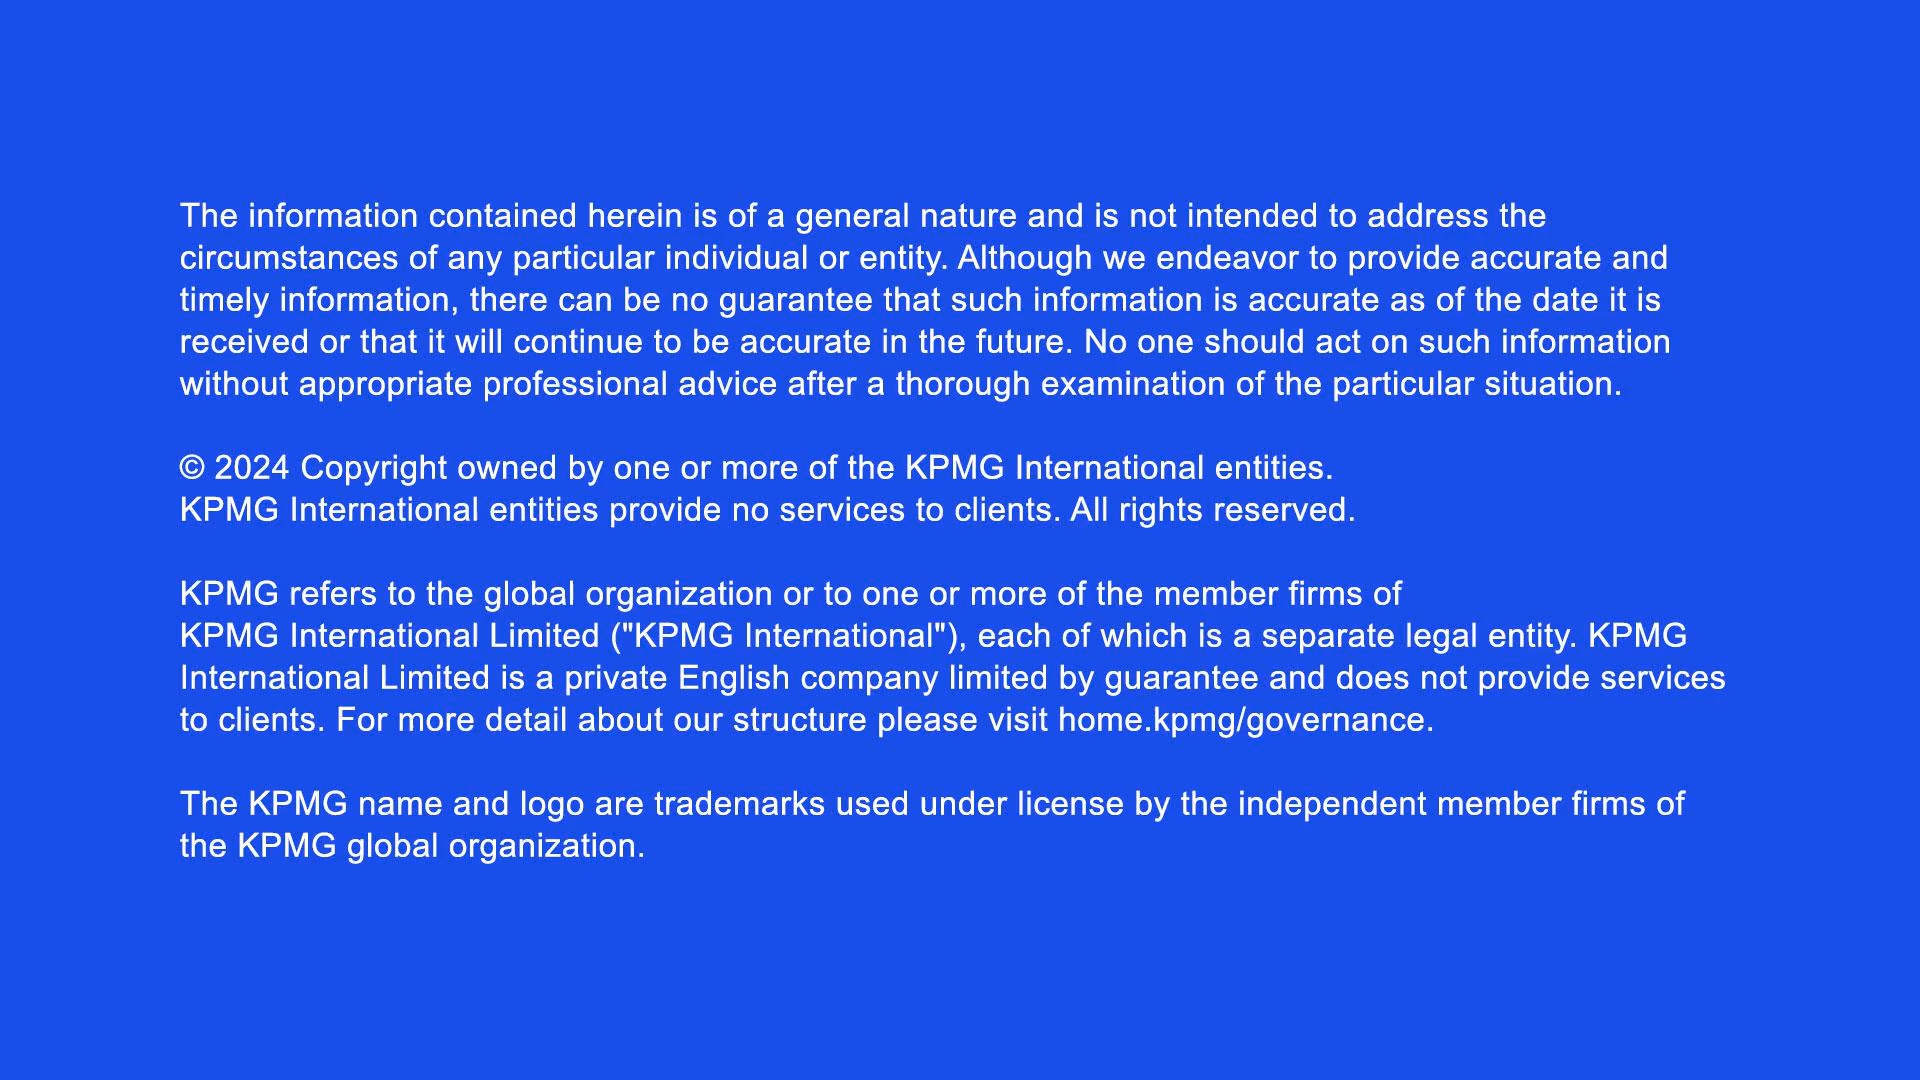 The information contained herein is of a general nature and is not intended to address the
circumstances of any particular individual or entity. Although we endeavor to provide accurate and
timely information, there can be no guarantee that such information is accurate as of the date it is
received or that it will continue to be accurate in the future. No one should act on such information
without appropriate professional advice after a thorough examination of the particular situation.
© 2024 Copyright owned by one or more of the KPMG International entities.
KPMG International entities provide no services to clients. All rights reserved.
KPMG refers to the global organization or to one or more of the member firms of
KPMG International Limited ("KPMG International"), each of which is a separate legal entity. KPMG
International Limited is a private English company limited by guarantee and does not provide services
to clients. For more detail about our structure please visit home.kpmg/governance.
The KPMG name and logo are trademarks used under license by the independent member firms of
the KPMG global organization.